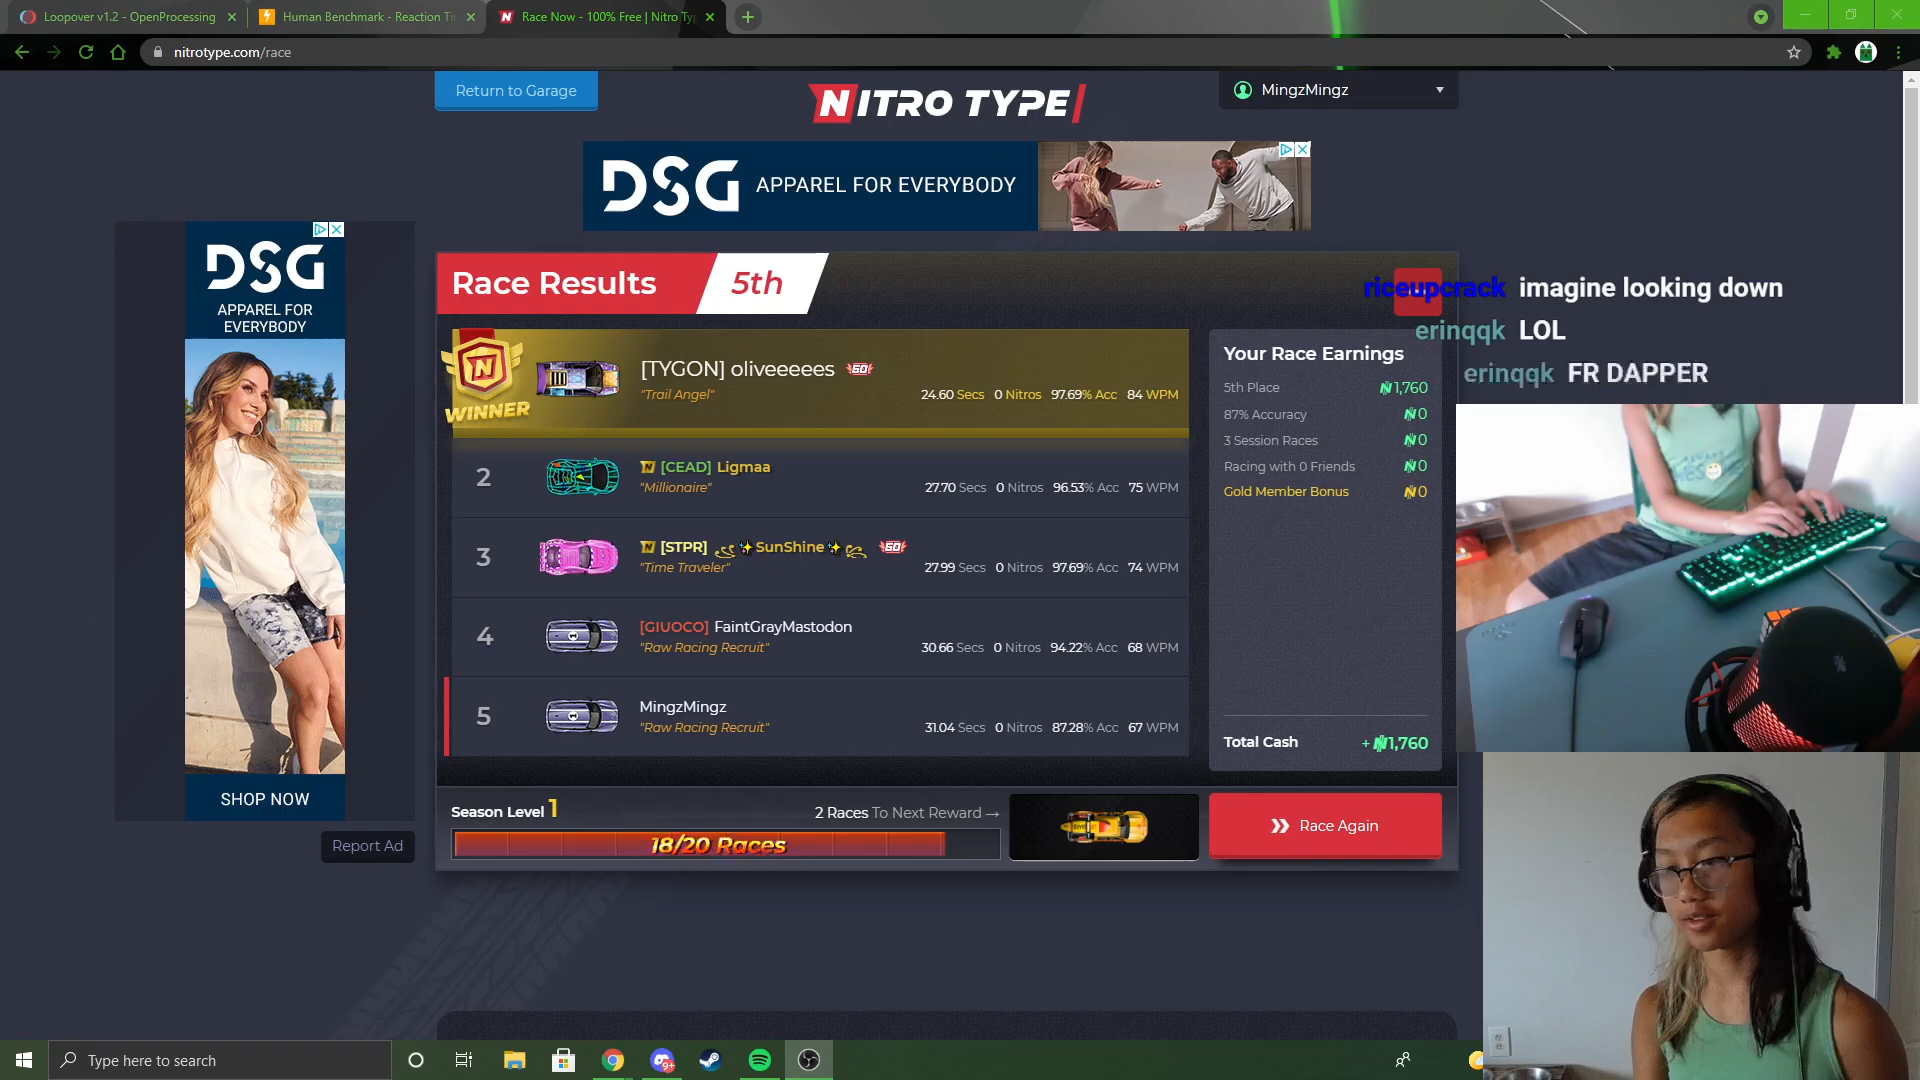 Loopover v1.2 - OpenProcessing
Human Benchmark - Reaction Ti
Race Now - 100% Free | Nitro Ty
nitrotype.com/race
Return to Garage
NITRO TYPE
MingzMingz
DSG APPAREL FOR EVERYBODY
DSG
APPAREL FOR
EVERYBODY
SHOP NOW
Report Ad
Race Results 5th
WINNER
[TYGON] oliveeeees 60
"Trail Angel" 24.60 Secs 0 Nitros 97.69% Acc 84 WPM
2 [CEAD] Ligmaa
"Millionaire" 27.70 Secs 0 Nitros 96.53% Acc 75 WPM
3 [STPR] ✨SunShine✨ 60
"Time Traveler" 27.99 Secs 0 Nitros 97.69% Acc 74 WPM
4 [GIUOCO] FaintGrayMastodon
"Raw Racing Recruit" 30.66 Secs 0 Nitros 94.22% Acc 68 WPM
5 MingzMingz
"Raw Racing Recruit" 31.04 Secs 0 Nitros 87.28% Acc 67 WPM
Your Race Earnings
5th Place 1,760
87% Accuracy 0
3 Session Races 0
Racing with 0 Friends 0
Gold Member Bonus 0
Total Cash + 1,760
Season Level 1
2 Races To Next Reward →
18/20 Races
Race Again
riceupcrack imagine looking down
erinqqk LOL
erinqqk FR DAPPER
Type here to search
9+